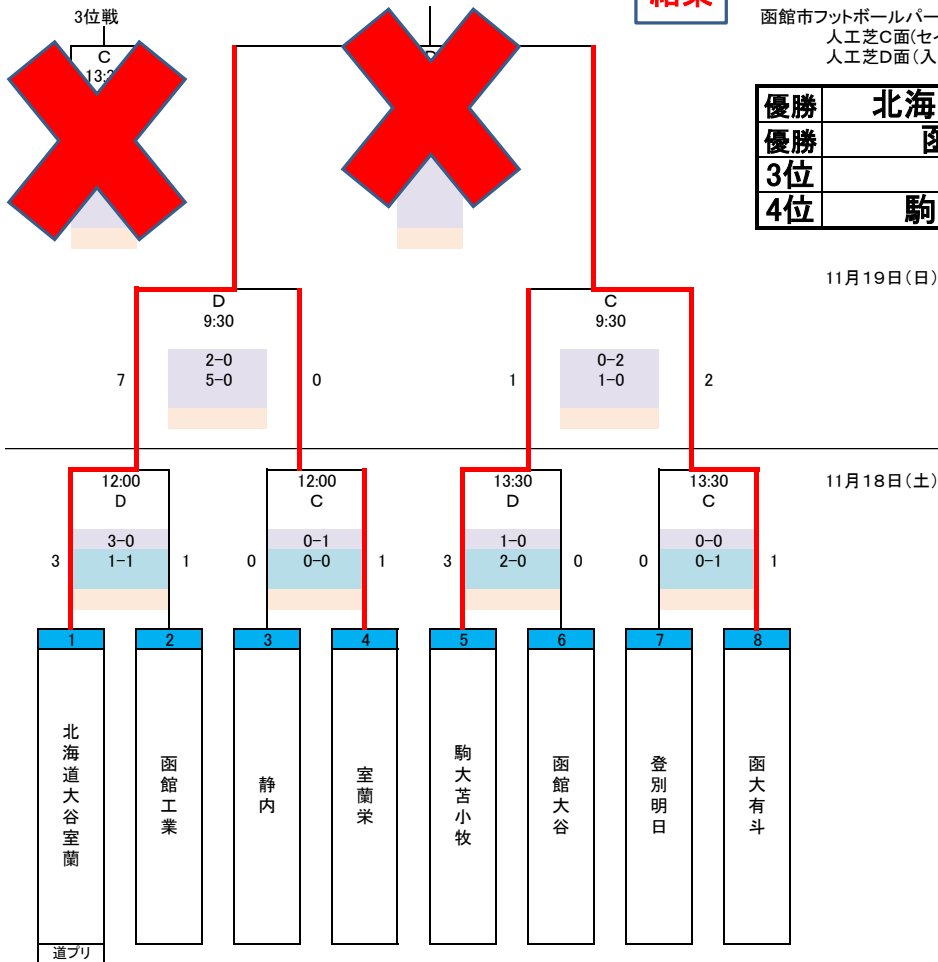 3位戦
C
結果
函館市フットボールパー
人工芝C面(セ
人工芝D面(入
優勝 北海
優勝
3位
4位 駒
11月19日(日)
D
9:30
2-0
5-0
7
0
C
9:30
0-2
1-0
1
2
11月18日(土)
12:00
D
3-0
1-1
3
1
12:00
C
0-1
0-0
0
1
13:30
D
1-0
2-0
3
0
13:30
C
0-0
0-1
0
1
1
2
3
4
5
6
7
8
北海道大谷室蘭
函館工業
静内
室蘭栄
駒大苫小牧
函館大谷
登別明日
函大有斗
道プリ